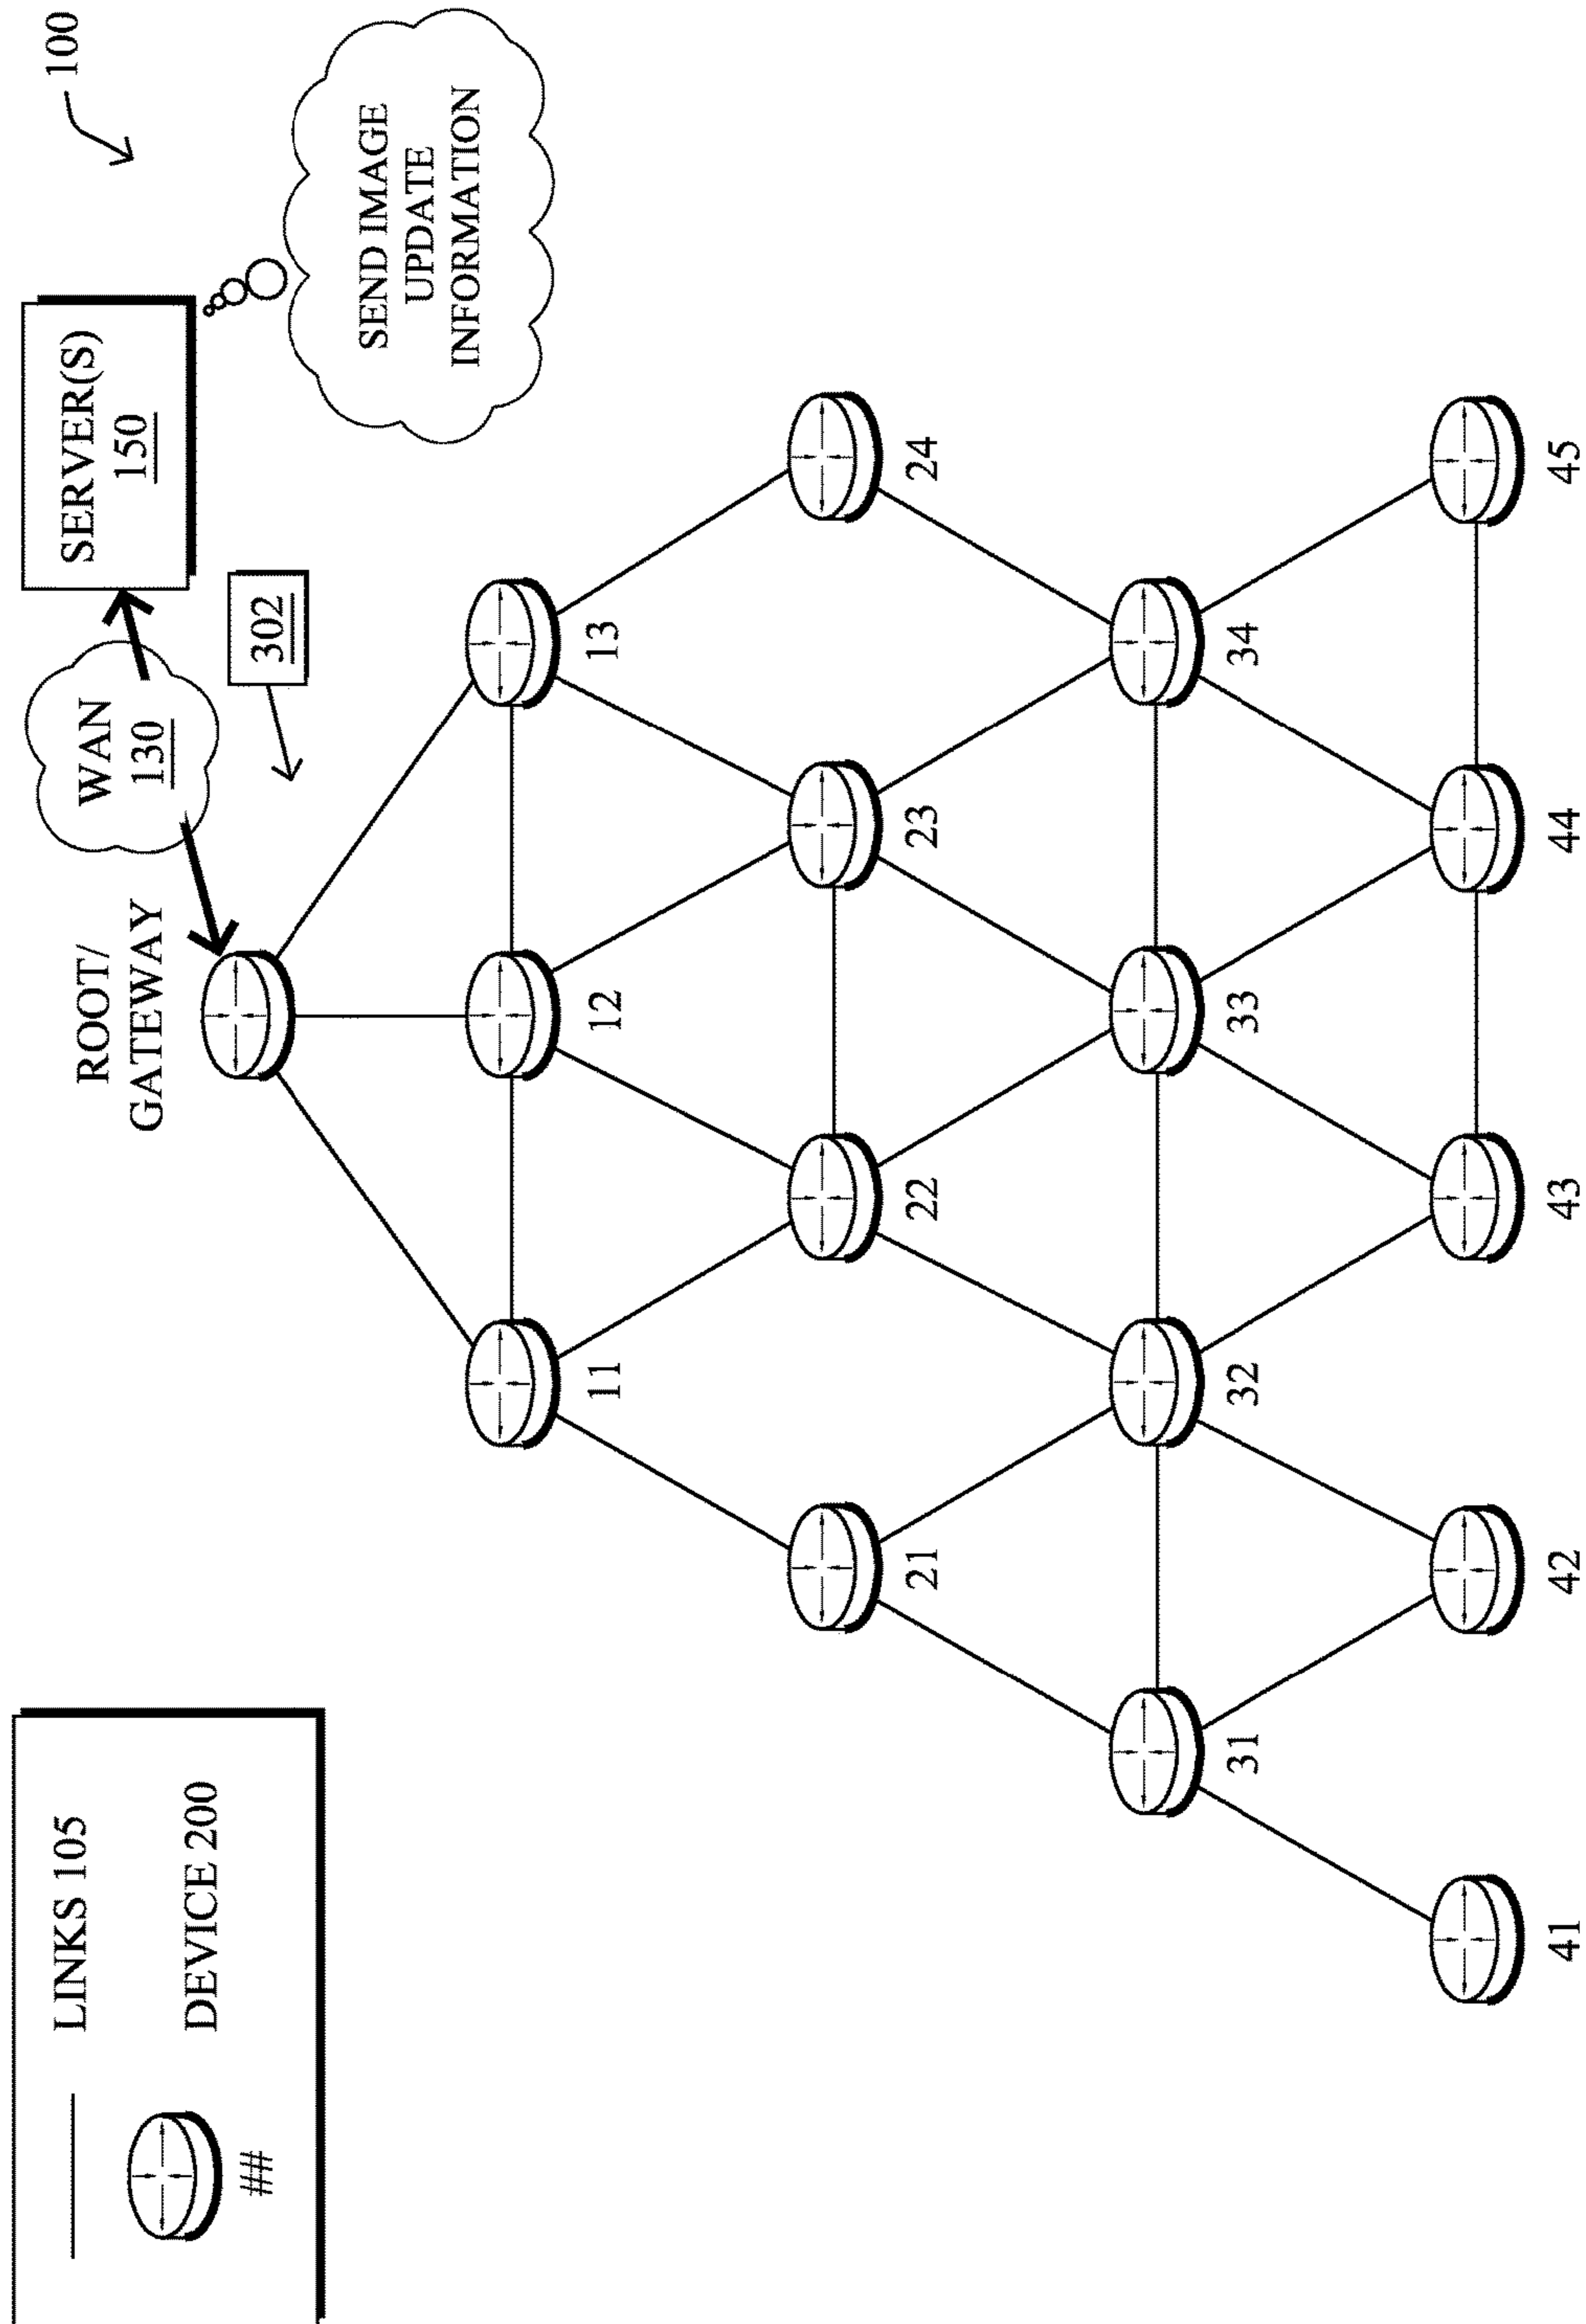 LINKS 105
DEVICE 200
##
ROOT/
GATEWAY
WAN
130
SERVER(S)
150
100
302
SEND IMAGE
UPDATE
INFORMATION
11
12
13
21
22
23
24
31
32
33
34
41
42
43
44
45